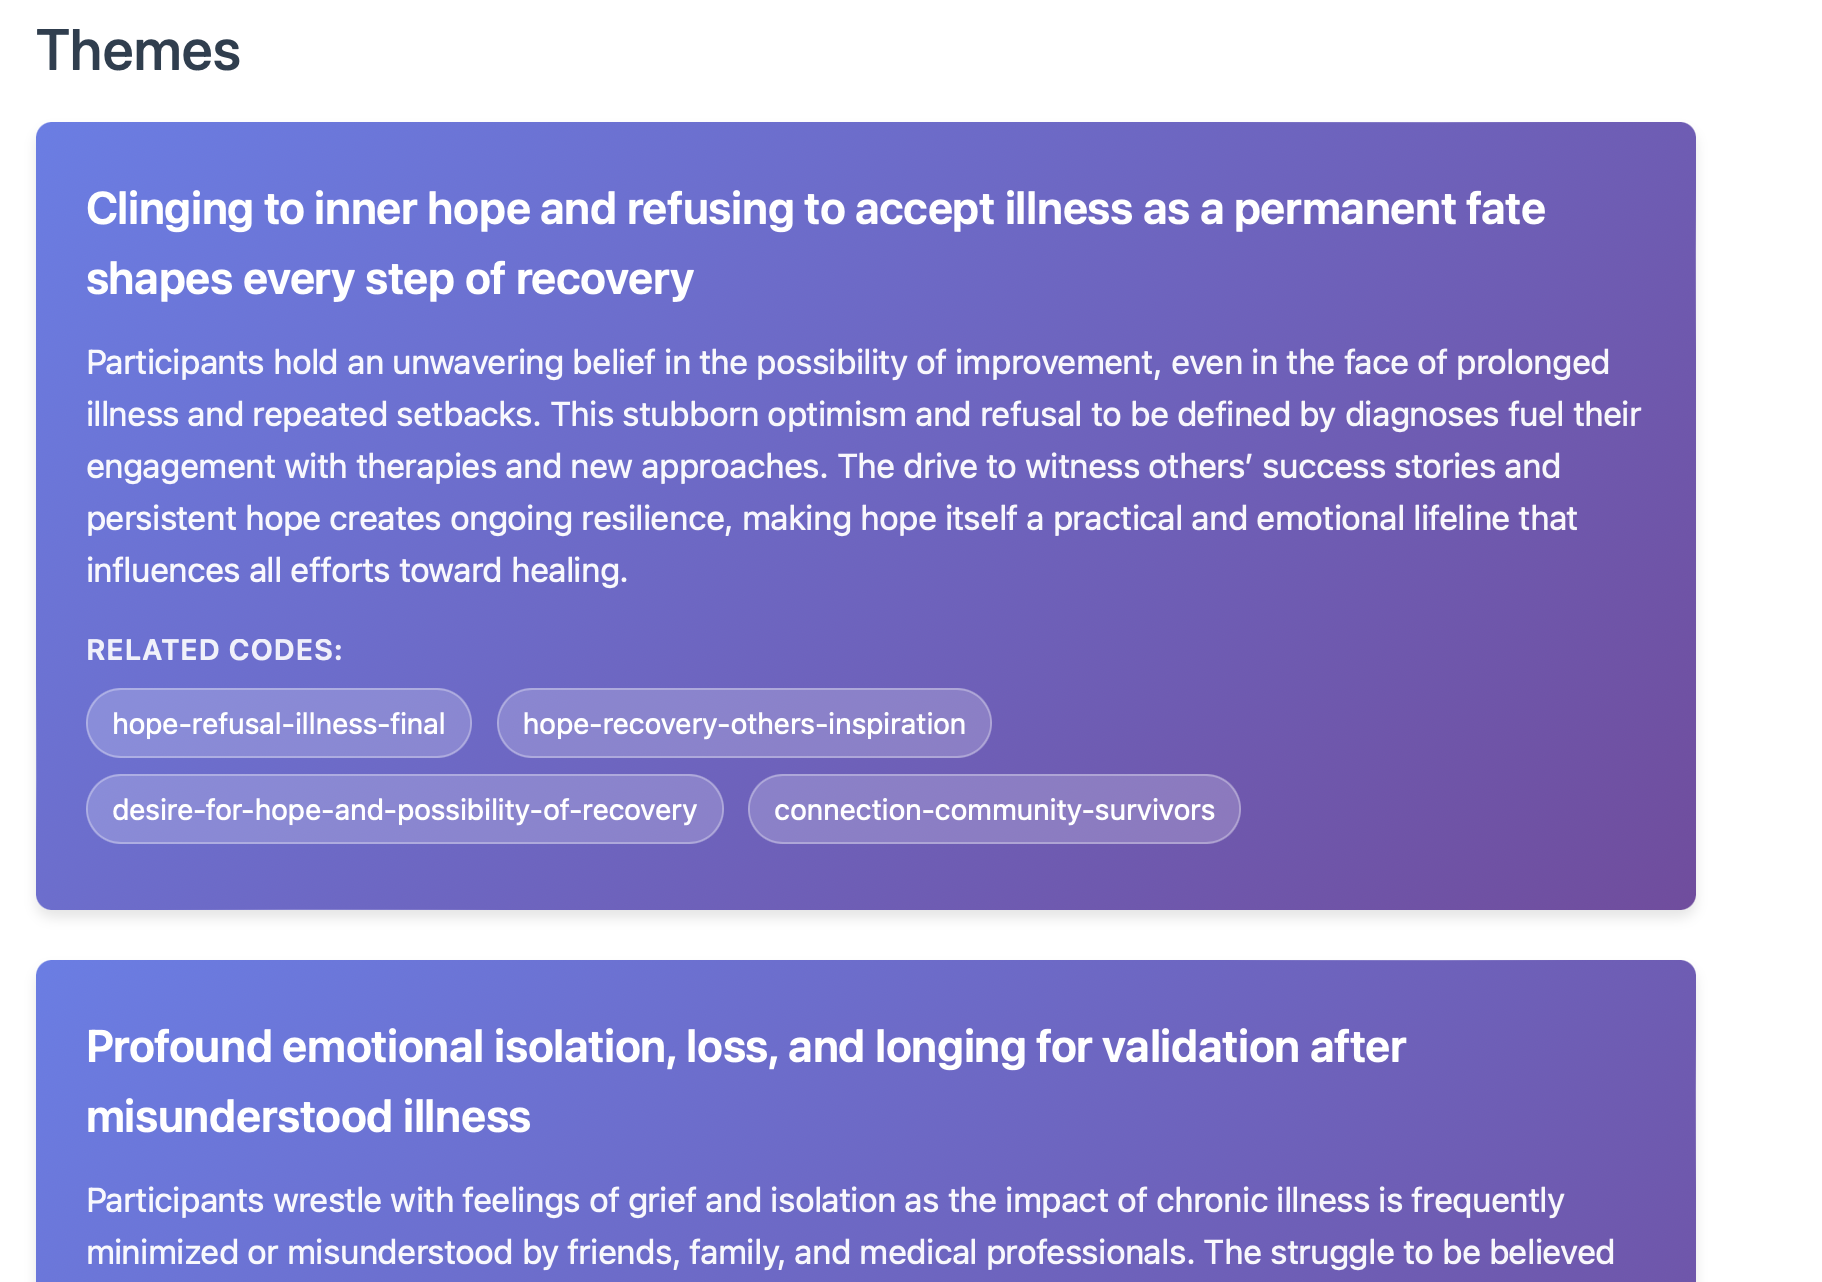 Themes
Clinging to inner hope and refusing to accept illness as a permanent fate
shapes every step of recovery
Participants hold an unwavering belief in the possibility of improvement, even in the face of prolonged
illness and repeated setbacks. This stubborn optimism and refusal to be defined by diagnoses fuel their
engagement with therapies and new approaches. The drive to witness others’ success stories and
persistent hope creates ongoing resilience, making hope itself a practical and emotional lifeline that
influences all efforts toward healing.
RELATED CODES:
hope-refusal-illness-final hope-recovery-others-inspiration
desire-for-hope-and-possibility-of-recovery connection-community-survivors
Profound emotional isolation, loss, and longing for validation after
misunderstood illness
Participants wrestle with feelings of grief and isolation as the impact of chronic illness is frequently
minimized or misunderstood by friends, family, and medical professionals. The struggle to be believed